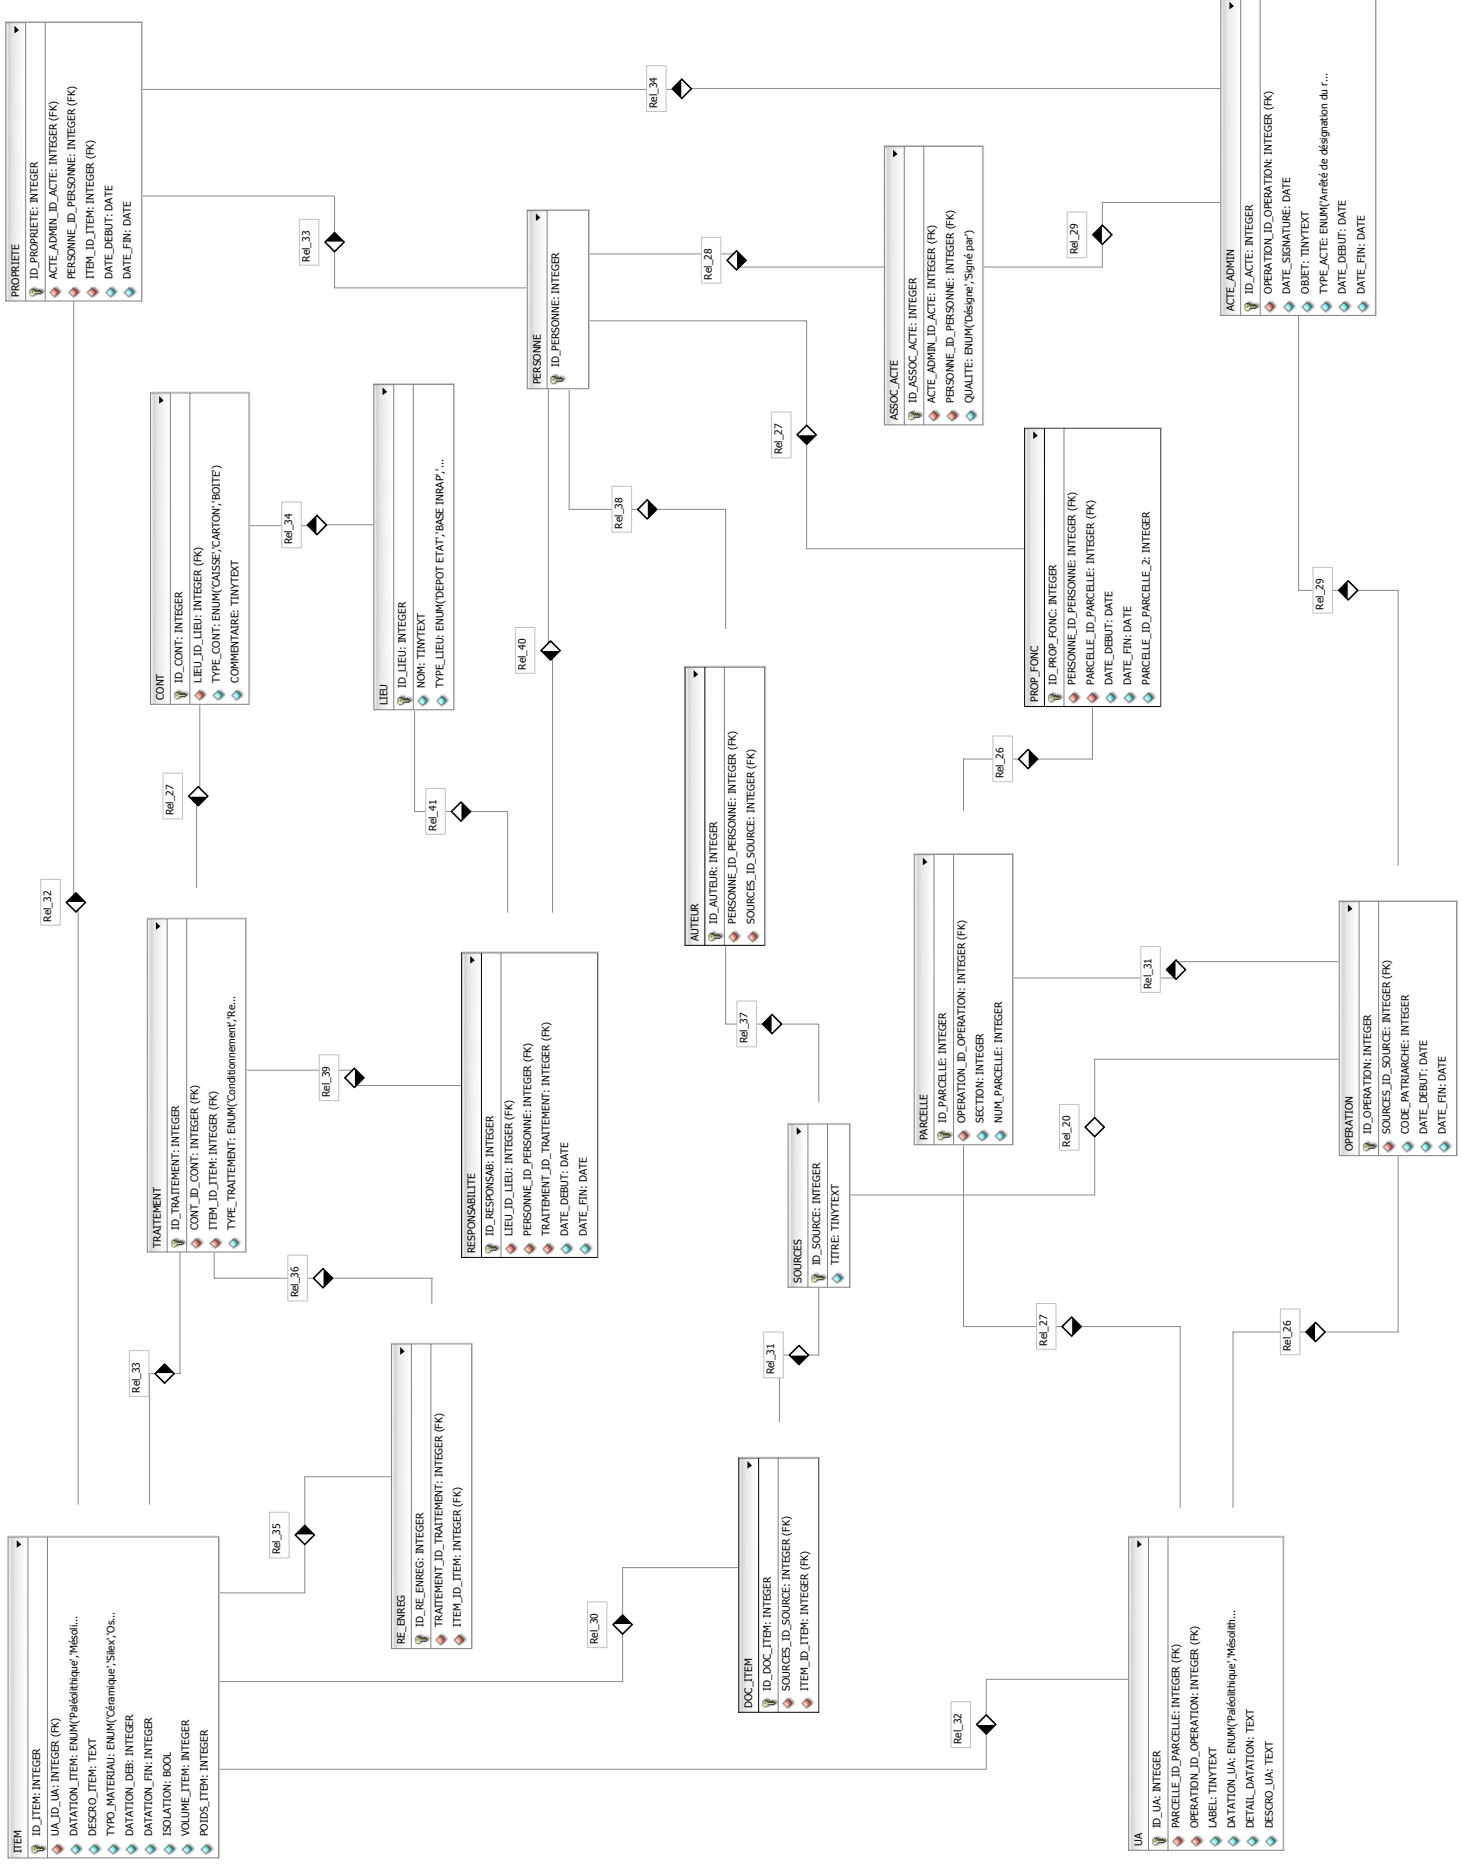 PROPRIETE
ID_PROPRIETE: INTEGER
ACTE_ADMIN_ID_ACTE: INTEGER (FK)
PERSONNE_ID_PERSONNE: INTEGER (FK)
ITEM_ID_ITEM: INTEGER (FK)
DATE_DEBUT: DATE
DATE_FIN: DATE
Rel_34
Rel_33
Rel_32
PERSONNE
ID_PERSONNE: INTEGER
Rel_28
ASSOC_ACTE
ID_ASSOC_ACTE: INTEGER
ACTE_ADMIN_ID_ACTE: INTEGER (FK)
PERSONNE_ID_PERSONNE: INTEGER (FK)
QUALITE: ENUM('Désigne','Signé par')
Rel_29
ACTE_ADMIN
ID_ACTE: INTEGER
OPERATION_ID_OPERATION: INTEGER (FK)
DATE_SIGNATURE: DATE
OBJET: TINYTEXT
TYPE_ACTE: ENUM('Arrêté de désignation du r...
DATE_DEBUT: DATE
DATE_FIN: DATE
CONT
ID_CONT: INTEGER
LIEU_ID_LIEU: INTEGER (FK)
TYPE_CONT: ENUM('CAISSE','CARTON','BOITE')
COMMENTAIRE: TINYTEXT
Rel_34
LIEU
ID_LIEU: INTEGER
NOM: TINYTEXT
TYPE_LIEU: ENUM('DEPOT ETAT','BASE INRAP',' ...
Rel_38
Rel_27
Rel_40
Rel_27
Rel_41
PROP_FONC
ID_PROP_FONC: INTEGER
PERSONNE_ID_PERSONNE: INTEGER (FK)
PARCELLE_ID_PARCELLE: INTEGER (FK)
DATE_DEBUT: DATE
DATE_FIN: DATE
PARCELLE_ID_PARCELLE_2: INTEGER
Rel_29
Rel_26
AUTEUR
ID_AUTEUR: INTEGER
PERSONNE_ID_PERSONNE: INTEGER (FK)
SOURCES_ID_SOURCE: INTEGER (FK)
TRAITEMENT
ID_TRAITEMENT: INTEGER
CONT_ID_CONT: INTEGER (FK)
ITEM_ID_ITEM: INTEGER (FK)
TYPE_TRAITEMENT: ENUM('Conditionnement','Re...
Rel_39
RESPONSABILITE
ID_RESPONSAB: INTEGER
LIEU_ID_LIEU: INTEGER (FK)
PERSONNE_ID_PERSONNE: INTEGER (FK)
TRAITEMENT_ID_TRAITEMENT: INTEGER (FK)
DATE_DEBUT: DATE
DATE_FIN: DATE
Rel_37
PARCELLE
ID_PARCELLE: INTEGER
OPERATION_ID_OPERATION: INTEGER (FK)
SECTION: INTEGER
NUM_PARCELLE: INTEGER
Rel_31
Rel_20
OPERATION
ID_OPERATION: INTEGER
SOURCES_ID_SOURCE: INTEGER (FK)
CODE_PATRIARCHE: INTEGER
DATE_DEBUT: DATE
DATE_FIN: DATE
SOURCES
ID_SOURCE: INTEGER
TITRE: TINYTEXT
Rel_36
Rel_33
Rel_31
Rel_27
Rel_26
Rel_35
RE_ENREG
ID_RE_ENREG: INTEGER
TRAITEMENT_ID_TRAITEMENT: INTEGER (FK)
ITEM_ID_ITEM: INTEGER (FK)
Rel_30
DOC_ITEM
ID_DOC_ITEM: INTEGER
SOURCES_ID_SOURCE: INTEGER (FK)
ITEM_ID_ITEM: INTEGER (FK)
Rel_32
ITEM
ID_ITEM: INTEGER
UA_ID_UA: INTEGER (FK)
DATATION_ITEM: ENUM('Paléolithique','Mésoli...
DESCRO_ITEM: TEXT
TYPO_MATERIAU: ENUM('Céramique','Silex','Os...
DATATION_DEB: INTEGER
DATATION_FIN: INTEGER
ISOLATION: BOOL
VOLUME_ITEM: INTEGER
POIDS_ITEM: INTEGER
UA
ID_UA: INTEGER
PARCELLE_ID_PARCELLE: INTEGER (FK)
OPERATION_ID_OPERATION: INTEGER (FK)
LABEL: TINYTEXT
DATATION_UA: ENUM('Paléolithique','Mésolith...
DETAIL_DATATION: TEXT
DESCRO_UA: TEXT